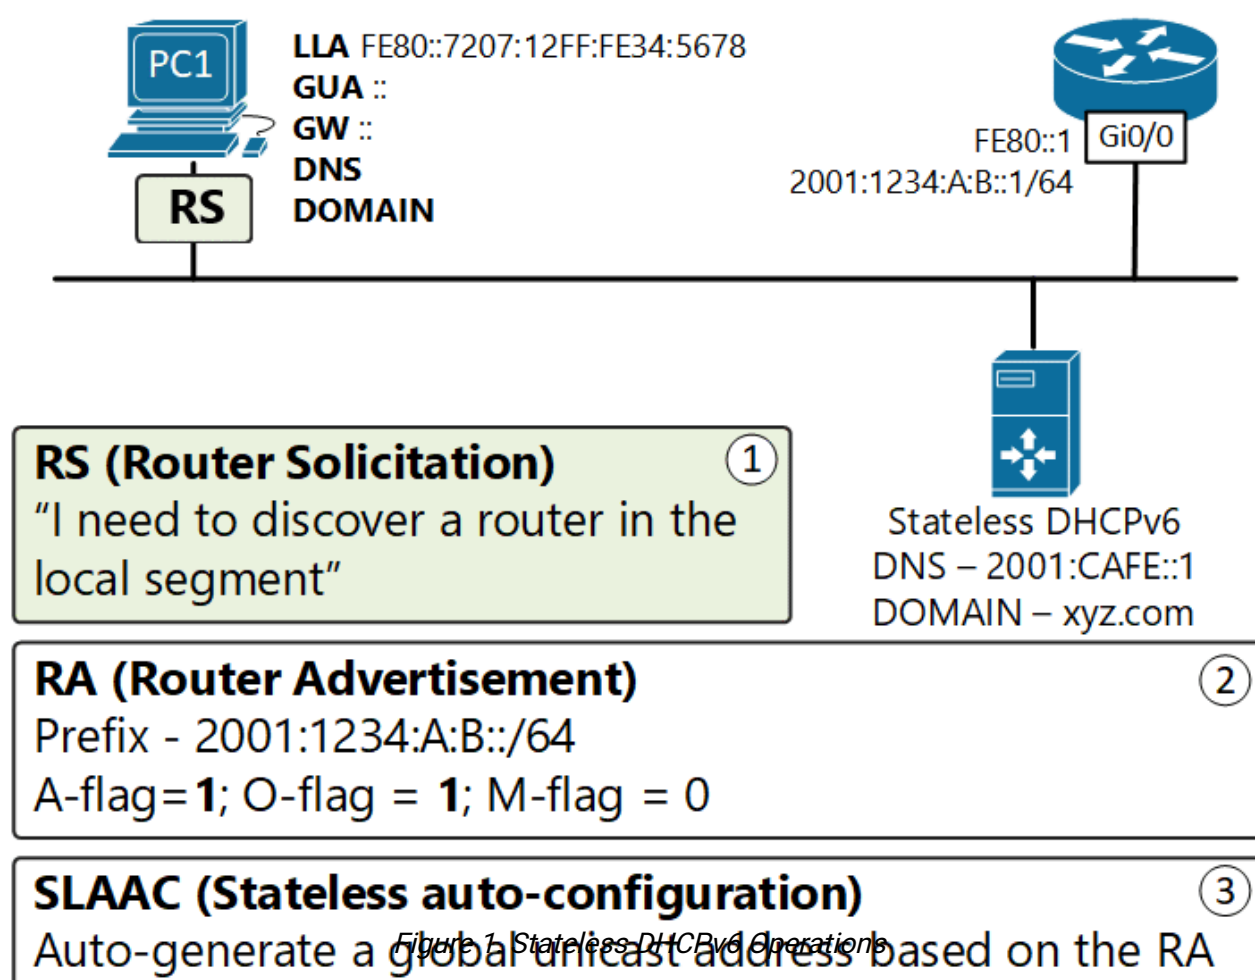 PC1
LLA FE80::7207:12FF:FE34:5678
GUA ::
GW ::
DNS
DOMAIN
RS
FE80::1
Gi0/0
2001:1234:A:B::1/64
RS (Router Solicitation)
1
“I need to discover a router in the
local segment”
Stateless DHCPv6
DNS – 2001:CAFE::1
DOMAIN – xyz.com
RA (Router Advertisement)
2
Prefix - 2001:1234:A:B::/64
A-flag=1; O-flag = 1; M-flag = 0
SLAAC (Stateless auto-configuration)
3
Auto-generate a global unicast address based on the RA
Figure 1. Stateless DHCPv6 Operations